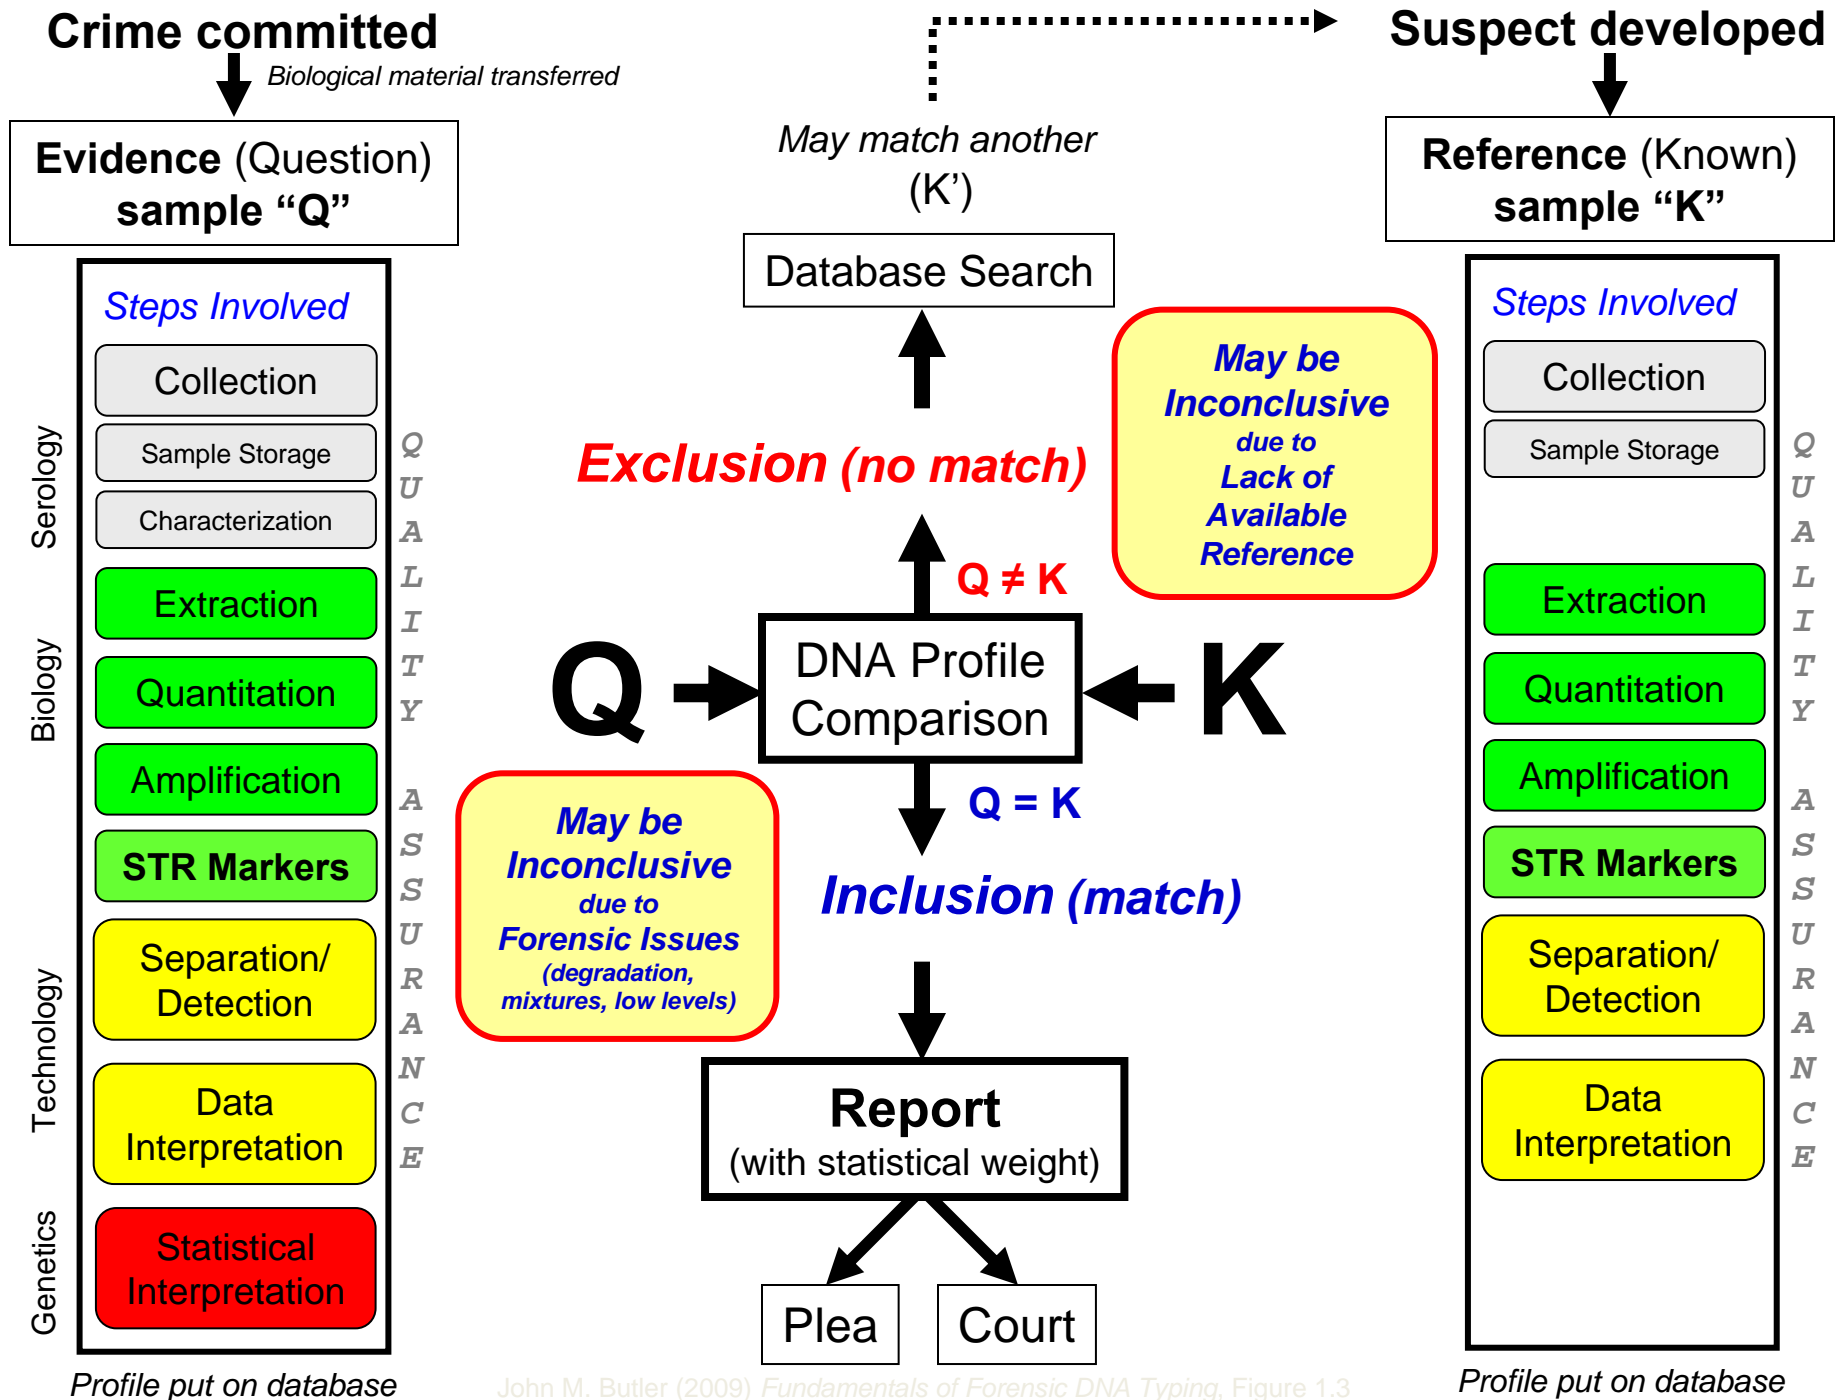 Crime committed
Biological material transferred
Evidence (Question)
sample “Q”
Steps Involved
Collection
Sample Storage
Characterization
Extraction
Quantitation
Amplification
STR Markers
Separation/
Detection
Data
Interpretation
Statistical
Interpretation
Serology
Biology
Technology
Genetics
QUALITY ASSURANCE
Profile put on database
May match another
(K’)
Database Search
Exclusion (no match)
Q ≠ K
May be
Inconclusive
due to
Lack of
Available
Reference
Q
DNA Profile
Comparison
K
Q = K
May be
Inconclusive
due to
Forensic Issues
(degradation,
mixtures, low levels)
Inclusion (match)
Report
(with statistical weight)
Plea
Court
John M. Butler (2009) Fundamentals of Forensic DNA Typing, Figure 1.3
Suspect developed
Reference (Known)
sample “K”
Steps Involved
Collection
Sample Storage
Extraction
Quantitation
Amplification
STR Markers
Separation/
Detection
Data
Interpretation
QUALITY ASSURANCE
Profile put on database